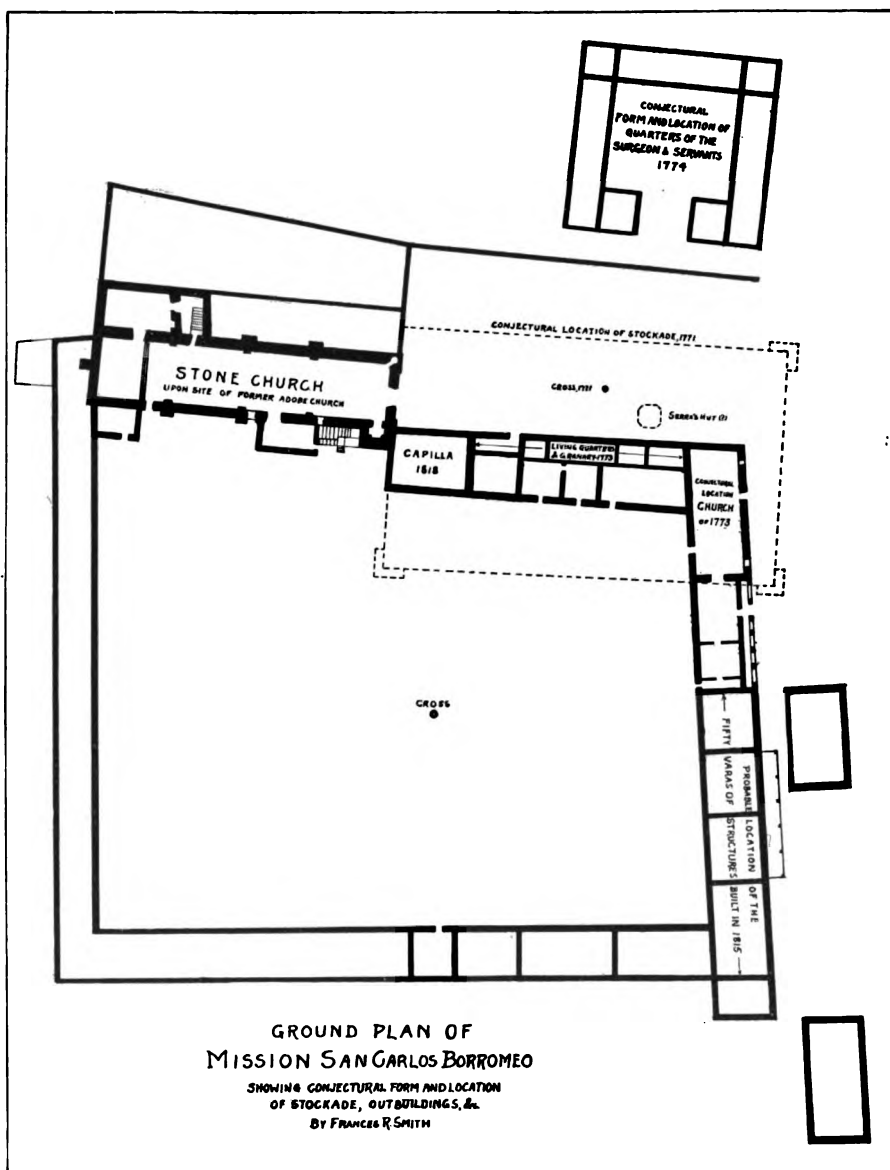 CONJECTURAL
FORM AND LOCATION OF
QUARTERS OF THE
SURGEON & SERVANTS
1774
CONJECTURAL LOCATION OF STOCKADE, 1771
CROSS, 1771
SERRA'S HUT 1771
STONE CHURCH
UPON SITE OF FORMER ADOBE CHURCH
CAPILLA
1818
LIVING QUARTERS
& GRANARY-1773
CONJECTURAL
LOCATION
CHURCH
OF 1773
CROSS
FIFTY VARAS OF STRUCTURES BUILT IN 1815
PROBABLE LOCATION OF THE
GROUND PLAN OF
MISSION SAN CARLOS BORROMEO
SHOWING CONJECTURAL FORM AND LOCATION
OF STOCKADE, OUTBUILDINGS, &c.
BY FRANCES R. SMITH